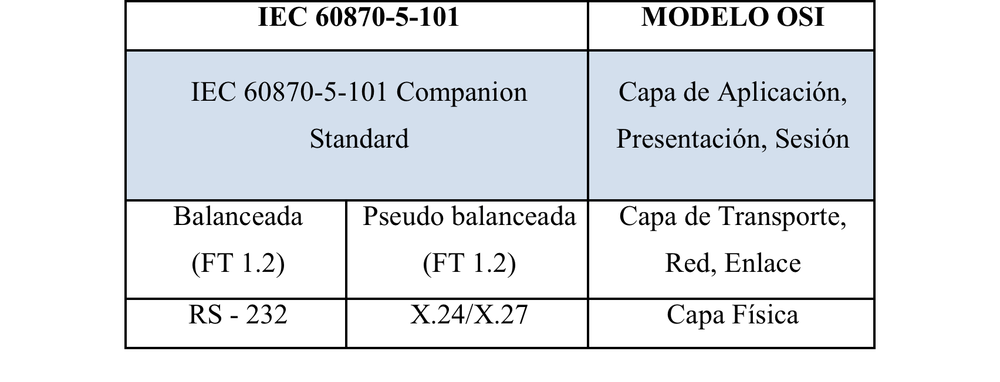 IEC 60870-5-101
MODELO OSI
IEC 60870-5-101 Companion
Standard
Capa de Aplicación,
Presentación, Sesión
Balanceada
(FT 1.2)
Pseudo balanceada
(FT 1.2)
Capa de Transporte,
Red, Enlace
RS - 232
X.24/X.27
Capa Física